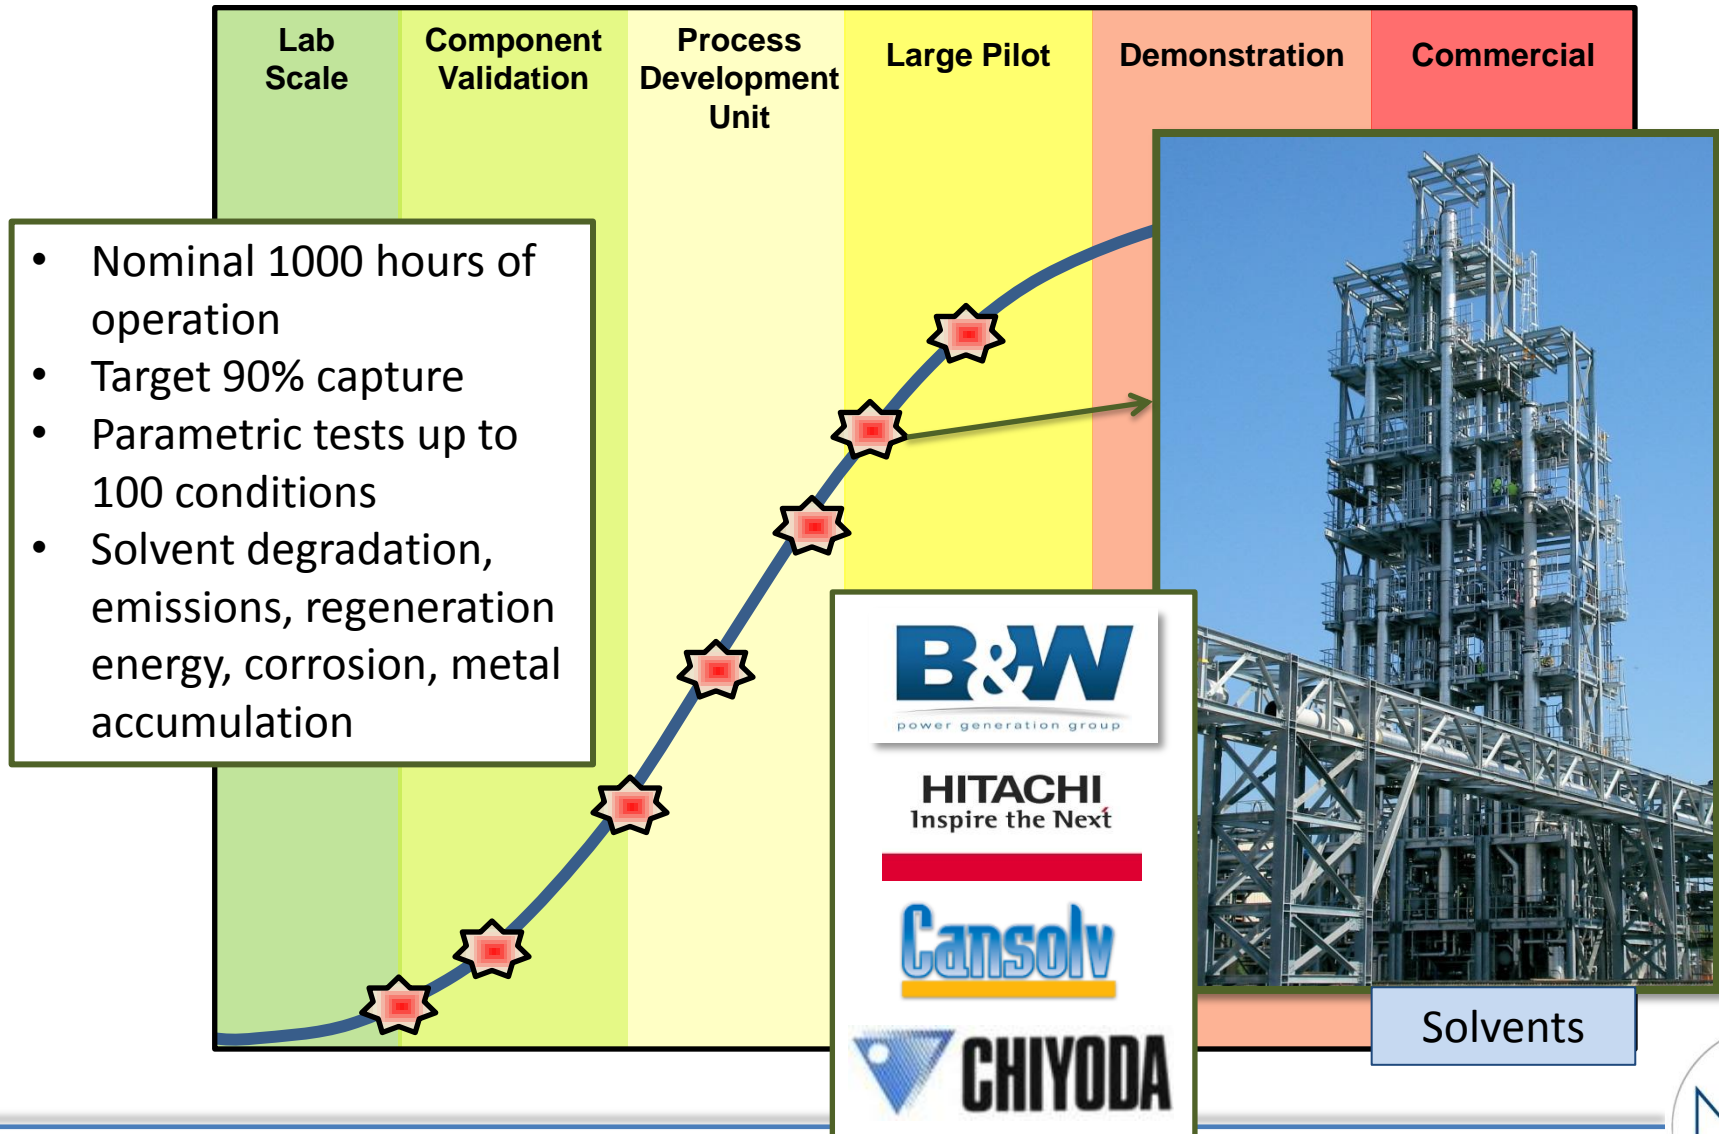 Lab
Scale
Component
Validation
Process
Development
Unit
Large Pilot
Demonstration
Commercial
• Nominal 1000 hours of
operation
• Target 90% capture
• Parametric tests up to
100 conditions
• Solvent degradation,
emissions, regeneration
energy, corrosion, metal
accumulation
B&W
power generation group
HITACHI
Inspire the Next
Cansolv
CHIYODA
Solvents